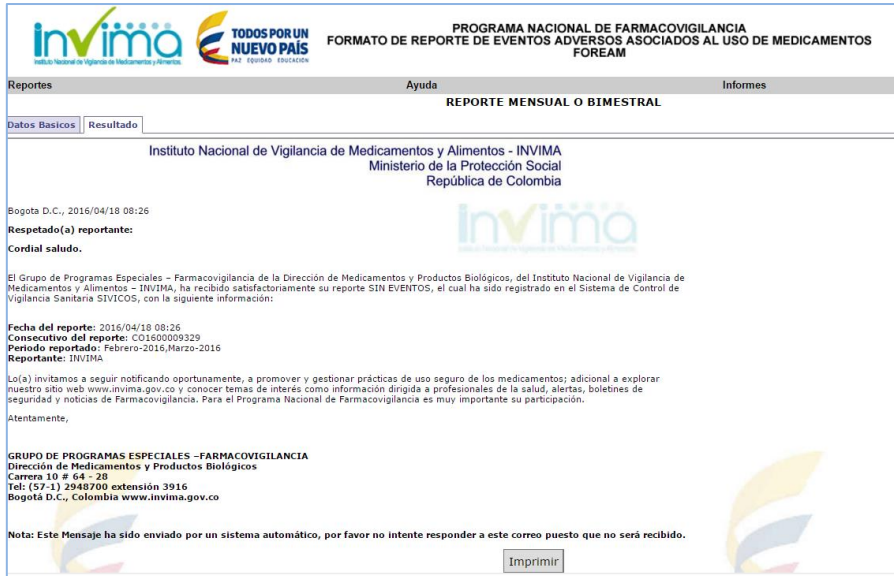 invima
Instituto Nacional de Vigilancia de Medicamentos y Alimentos
TODOS POR UN
NUEVO PAÍS
PAZ EQUIDAD EDUCACIÓN
PROGRAMA NACIONAL DE FARMACOVIGILANCIA
FORMATO DE REPORTE DE EVENTOS ADVERSOS ASOCIADOS AL USO DE MEDICAMENTOS
FOREAM
Reportes Ayuda Informes
REPORTE MENSUAL O BIMESTRAL
Datos Basicos Resultado
Instituto Nacional de Vigilancia de Medicamentos y Alimentos - INVIMA
Ministerio de la Protección Social
República de Colombia
Bogota D.C., 2016/04/18 08:26
invima
Respetado(a) reportante:
Cordial saludo.
El Grupo de Programas Especiales – Farmacovigilancia de la Dirección de Medicamentos y Productos Biológicos, del Instituto Nacional de Vigilancia de
Medicamentos y Alimentos – INVIMA, ha recibido satisfactoriamente su reporte SIN EVENTOS, el cual ha sido registrado en el Sistema de Control de
Vigilancia Sanitaria SIVICOS, con la siguiente información:
Fecha del reporte: 2016/04/18 08:26
Consecutivo del reporte: CO1600009329
Periodo reportado: Febrero-2016,Marzo-2016
Reportante: INVIMA
Lo(a) invitamos a seguir notificando oportunamente, a promover y gestionar prácticas de uso seguro de los medicamentos; adicional a explorar
nuestro sitio web www.invima.gov.co y conocer temas de interés como información dirigida a profesionales de la salud, alertas, boletines de
seguridad y noticias de Farmacovigilancia. Para el Programa Nacional de Farmacovigilancia es muy importante su participación.
Atentamente,
GRUPO DE PROGRAMAS ESPECIALES –FARMACOVIGILANCIA
Dirección de Medicamentos y Productos Biológicos
Carrera 10 # 64 - 28
Tel: (57-1) 2948700 extensión 3916
Bogotá D.C., Colombia www.invima.gov.co
Nota: Este Mensaje ha sido enviado por un sistema automático, por favor no intente responder a este correo puesto que no será recibido.
Imprimir